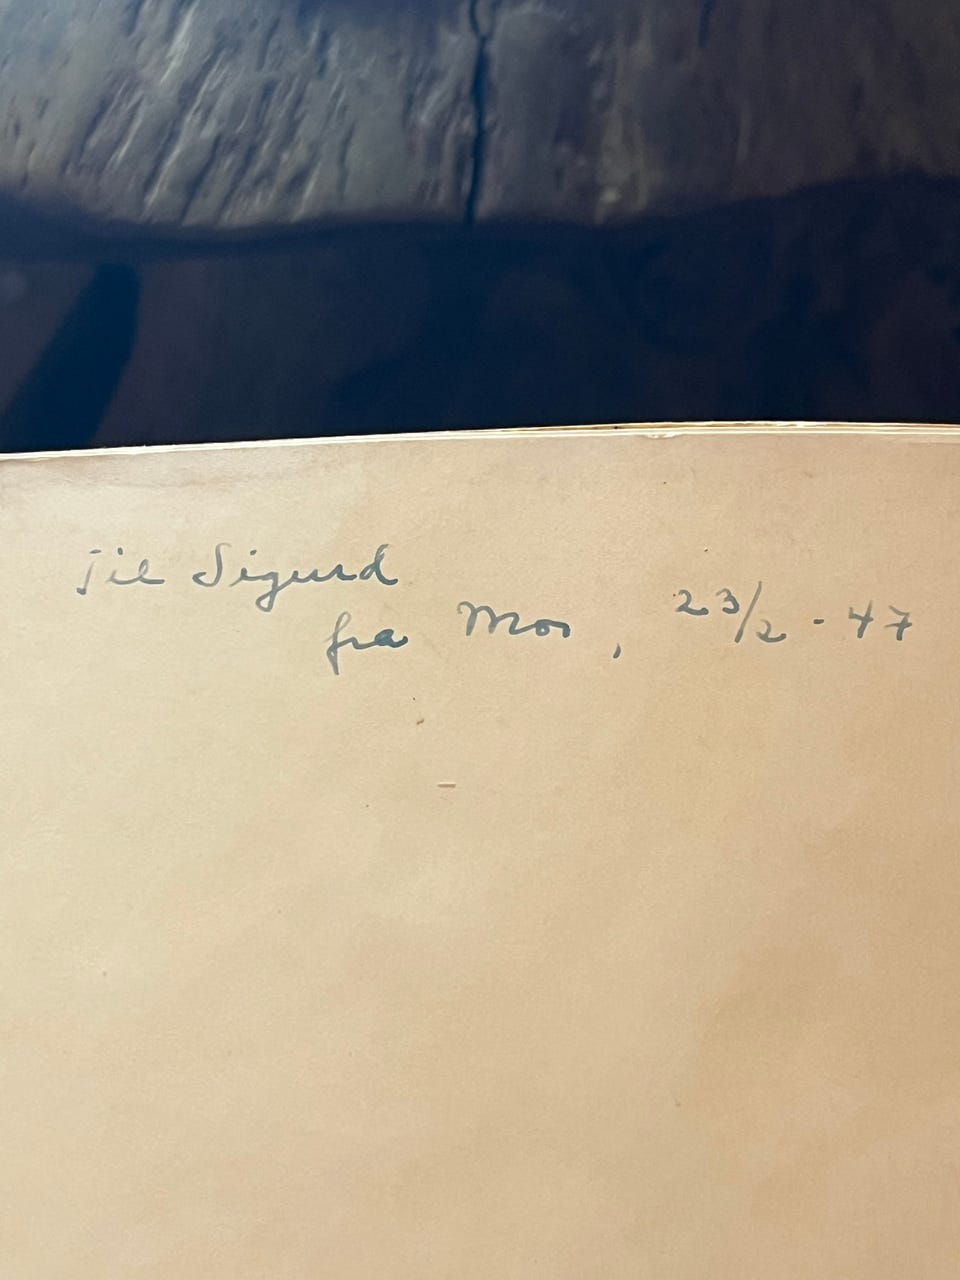 Til Sigurd
fra Mor, 23/2 - 47